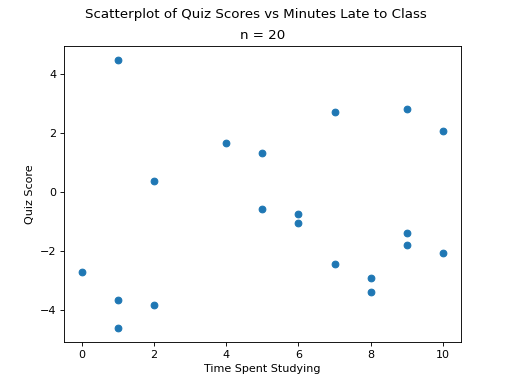 Scatterplot of Quiz Scores vs Minutes Late to Class
n = 20
4
2
0
−2
−4
Quiz Score
0 2 4 6 8 10
Time Spent Studying